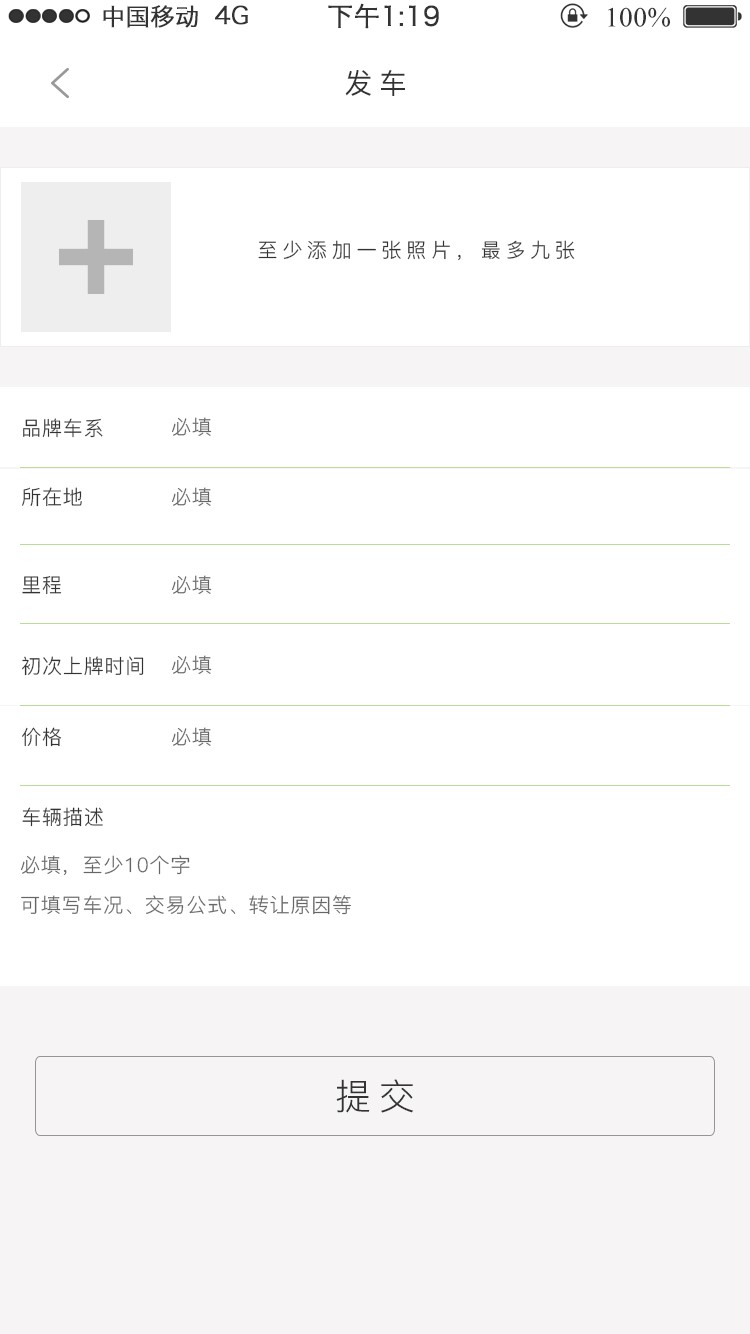 中国移动 4G 下午1:19 100%
发车
至少添加一张照片，最多九张
品牌车系 必填
所在地 必填
里程 必填
初次上牌时间 必填
价格 必填
车辆描述
必填，至少10个字
可填写车况、交易公式、转让原因等
提交